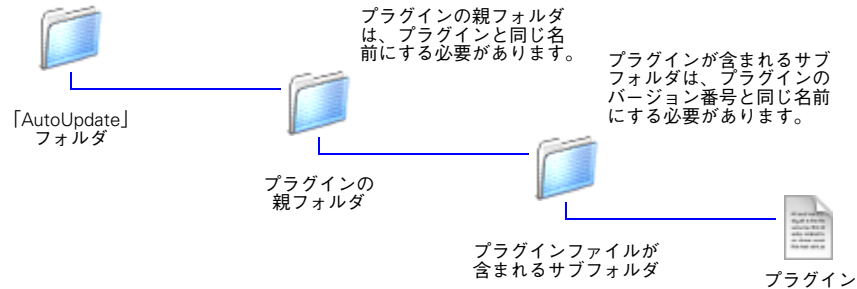 プラグインの親フォルダ
は、プラグインと同じ名
前にする必要があります。
プラグインが含まれるサブ
フォルダは、プラグインの
バージョン番号と同じ名前
にする必要があります。
「AutoUpdate」
フォルダ
プラグインの
親フォルダ
プラグインファイルが
含まれるサブフォルダ
プラグイン